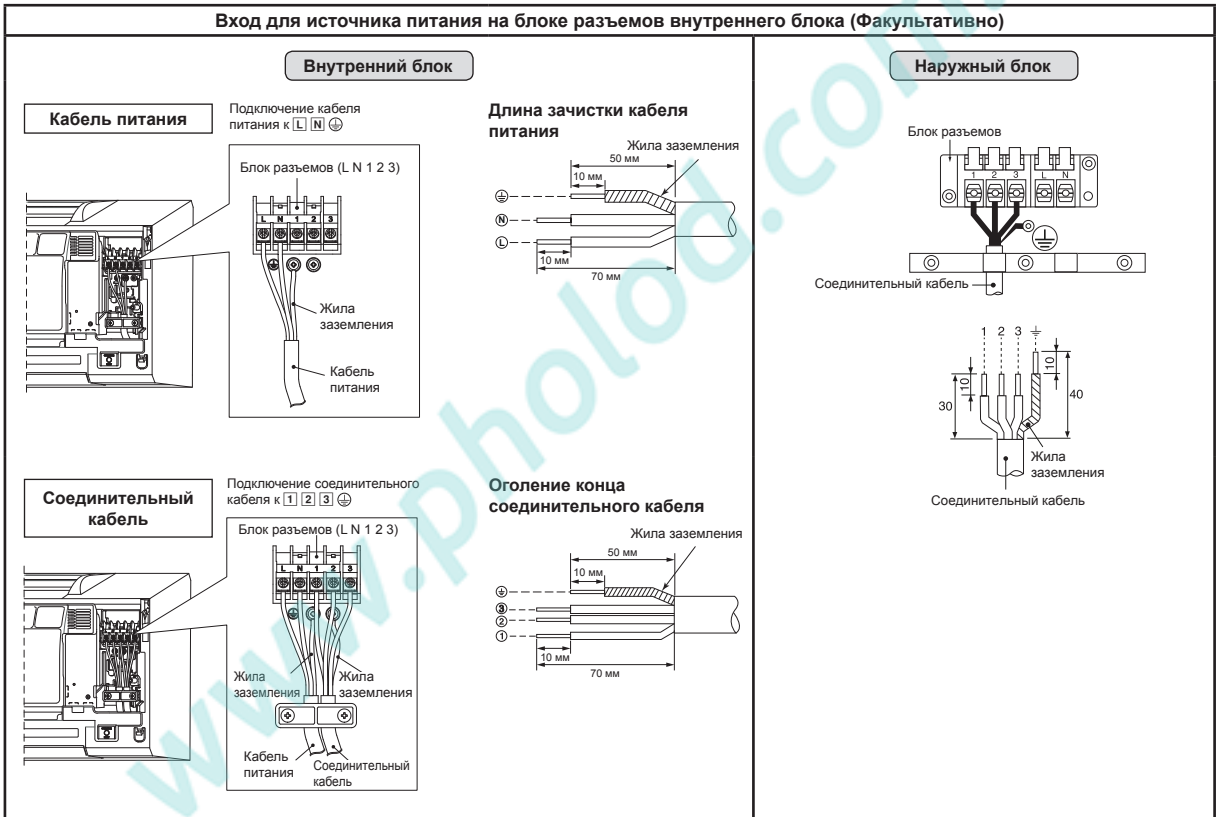 Вход для источника питания на блоке разъемов внутреннего блока (Факультативно)
Внутренний блок
Кабель питания
Подключение кабеля
питания к L N ⏚
Блок разъемов (L N 1 2 3)
L N 1 2 3
Жила
заземления
Кабель
питания
Длина зачистки кабеля
питания
Жила заземления
50 мм
10 мм
⏚
N
L
10 мм
70 мм
Соединительный
кабель
Подключение соединительного
кабеля к 1 2 3 ⏚
Блок разъемов (L N 1 2 3)
L N 1 2 3
Жила
заземления
Жила
заземления
Кабель
питания
Соединительный
кабель
Оголение конца
соединительного кабеля
Жила заземления
50 мм
10 мм
⏚
3
2
1
10 мм
70 мм
Наружный блок
Блок разъемов
1 2 3 L N
⏚
Соединительный кабель
1 2 3 ⏚
10
30
10
40
Жила
заземления
Соединительный кабель
www.pholod.com